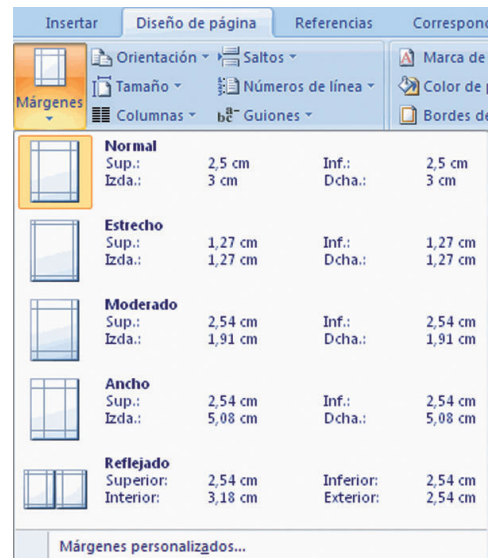 Insertar Diseño de página Referencias
Orientación Saltos Marca de
Márgenes Tamaño Números de línea Color de
Columnas Guiones Bordes de
Normal
Sup.: 2,5 cm Inf.: 2,5 cm
Izda.: 3 cm Dcha.: 3 cm
Estrecho
Sup.: 1,27 cm Inf.: 1,27 cm
Izda.: 1,27 cm Dcha.: 1,27 cm
Moderado
Sup.: 2,54 cm Inf.: 2,54 cm
Izda.: 1,91 cm Dcha.: 1,91 cm
Ancho
Sup.: 2,54 cm Inf.: 2,54 cm
Izda.: 5,08 cm Dcha.: 5,08 cm
Reflejado
Superior: 2,54 cm Inferior: 2,54 cm
Interior: 3,18 cm Exterior: 2,54 cm
Márgenes personalizados...